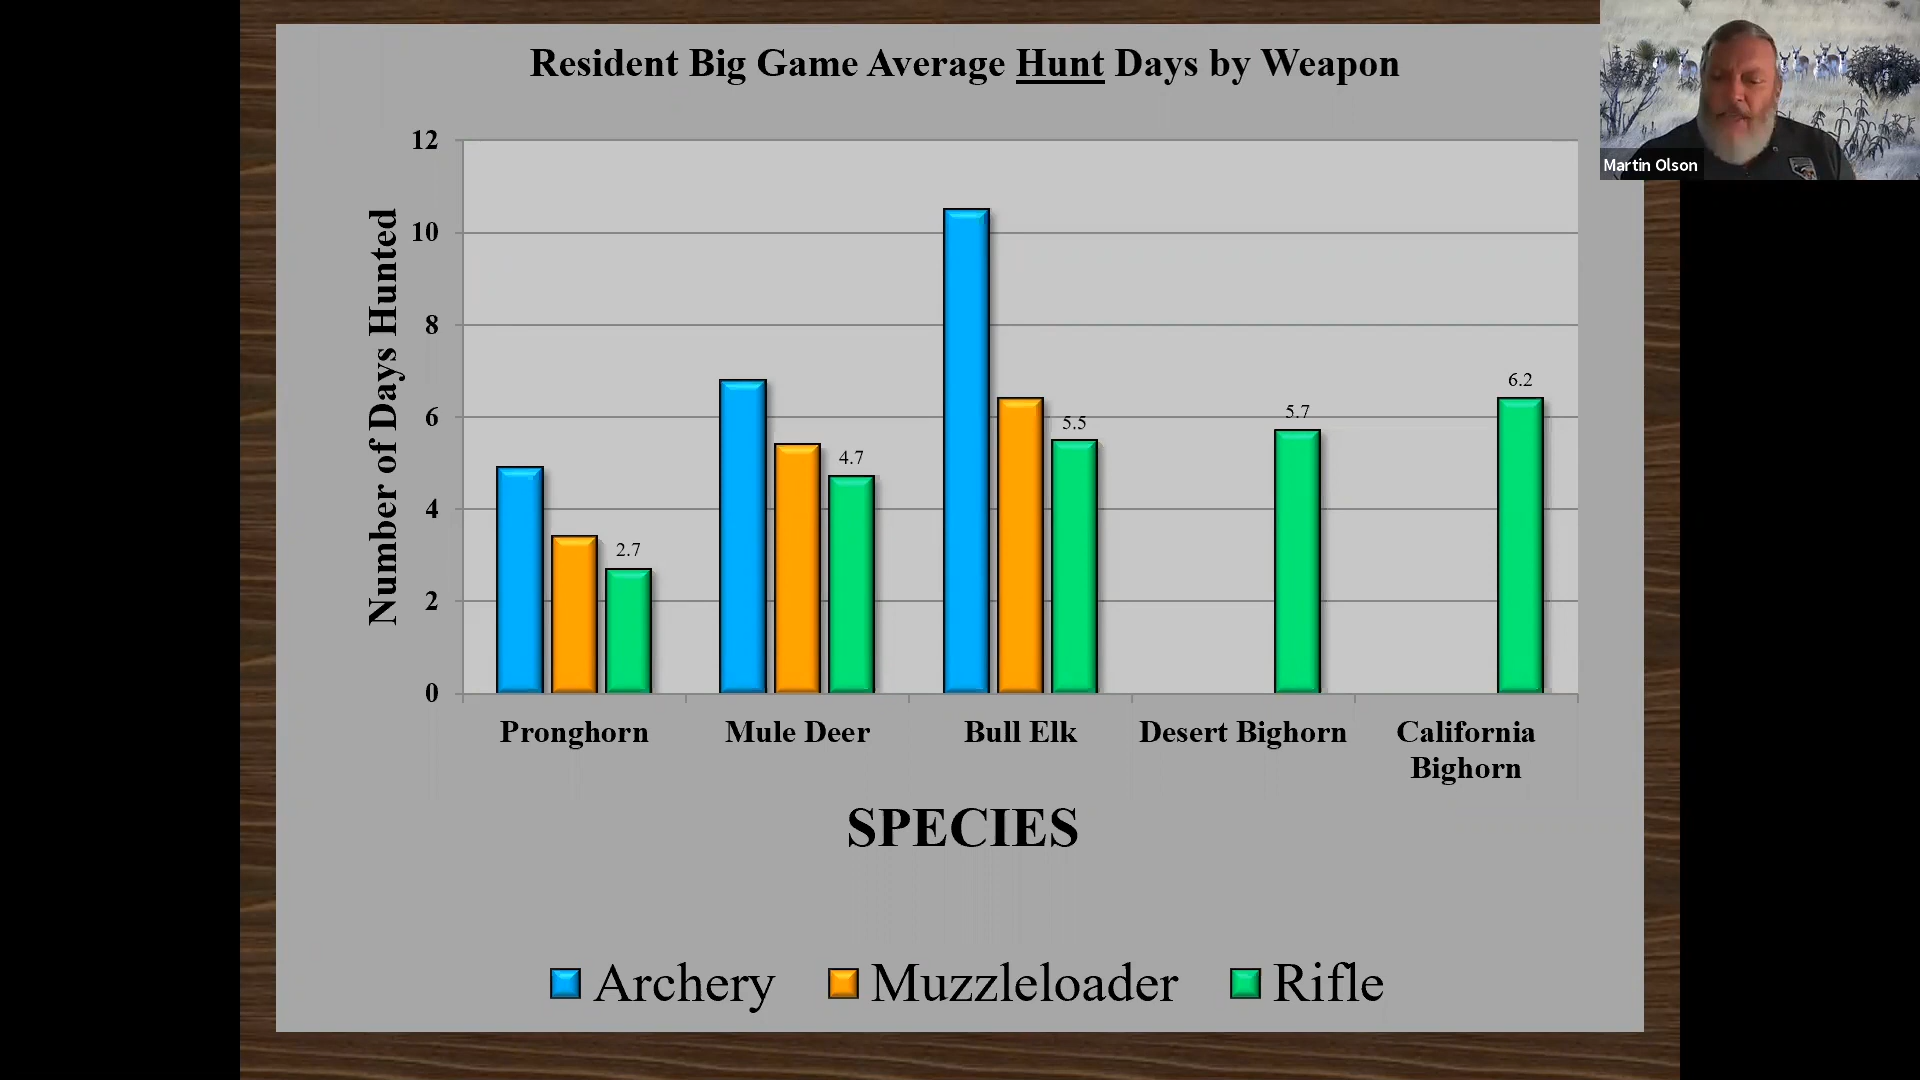 Resident Big Game Average Hunt Days by Weapon
Martin Olson
Number of Days Hunted
12
10
8
6
4
2
0
2.7
4.7
5.5
5.7
6.2
Pronghorn
Mule Deer
Bull Elk
Desert Bighorn
California
Bighorn
SPECIES
Archery
Muzzleloader
Rifle